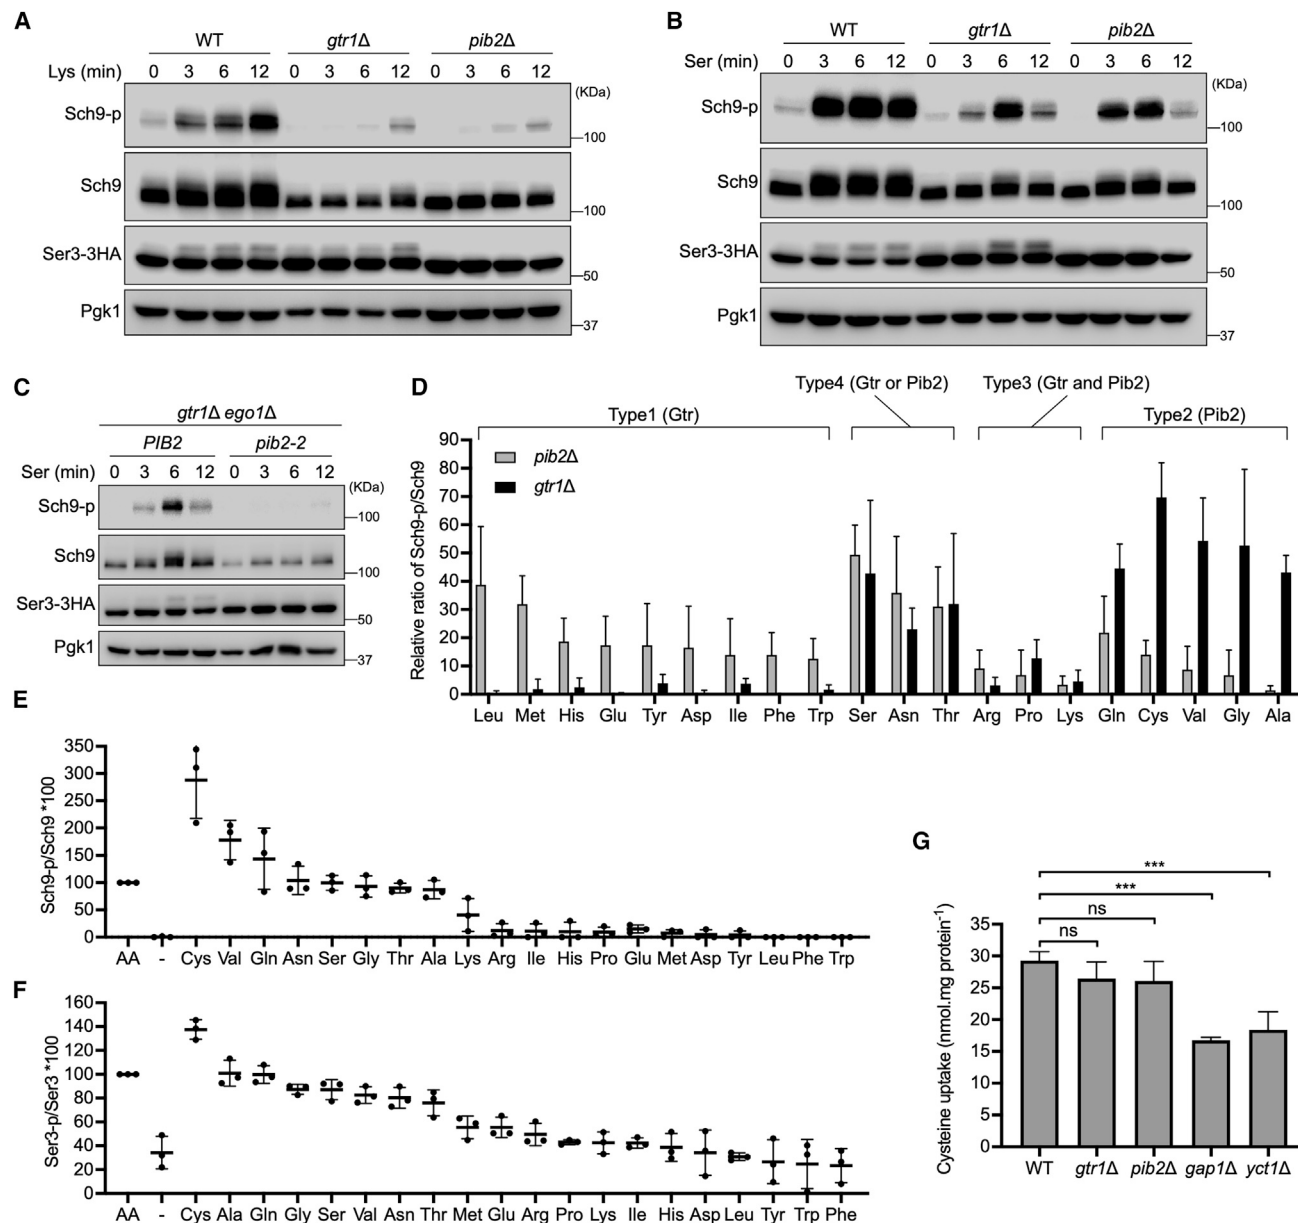 A
WT gtr1Δ pib2Δ
Lys (min) 0 3 6 12 0 3 6 12 0 3 6 12
(KDa)
Sch9-p
100
Sch9
100
Ser3-3HA
50
Pgk1
37
B
WT gtr1Δ pib2Δ
Ser (min) 0 3 6 12 0 3 6 12 0 3 6 12
(KDa)
Sch9-p
100
Sch9
100
Ser3-3HA
50
Pgk1
37
C
gtr1Δ ego1Δ
PIB2 pib2-2
Ser (min) 0 3 6 12 0 3 6 12
(KDa)
Sch9-p
100
Sch9
100
Ser3-3HA
50
Pgk1
37
D
Type4 (Gtr or Pib2) Type3 (Gtr and Pib2)
Type1 (Gtr) Type2 (Pib2)
pib2Δ
gtr1Δ
Relative ratio of Sch9-p/Sch9
90
80
70
60
50
40
30
20
10
0
Leu Met His Glu Tyr Asp Ile Phe Trp Ser Asn Thr Arg Pro Lys Gln Cys Val Gly Ala
E
Sch9-p/Sch9 *100
350
300
250
200
150
100
50
0
AA - Cys Val Gln Asn Ser Gly Thr Ala Lys Arg Ile His Pro Glu Met Asp Tyr Leu Phe Trp
F
Ser3-p/Ser3 *100
160
140
120
100
80
60
40
20
0
AA - Cys Ala Gln Gly Ser Val Asn Thr Met Glu Arg Pro Lys Ile His Asp Leu Tyr Trp Phe
G
***
***
ns
ns
Cysteine uptake (nmol.mg protein⁻¹)
35
30
25
20
15
10
5
0
WT gtr1Δ pib2Δ gap1Δ yct1Δ